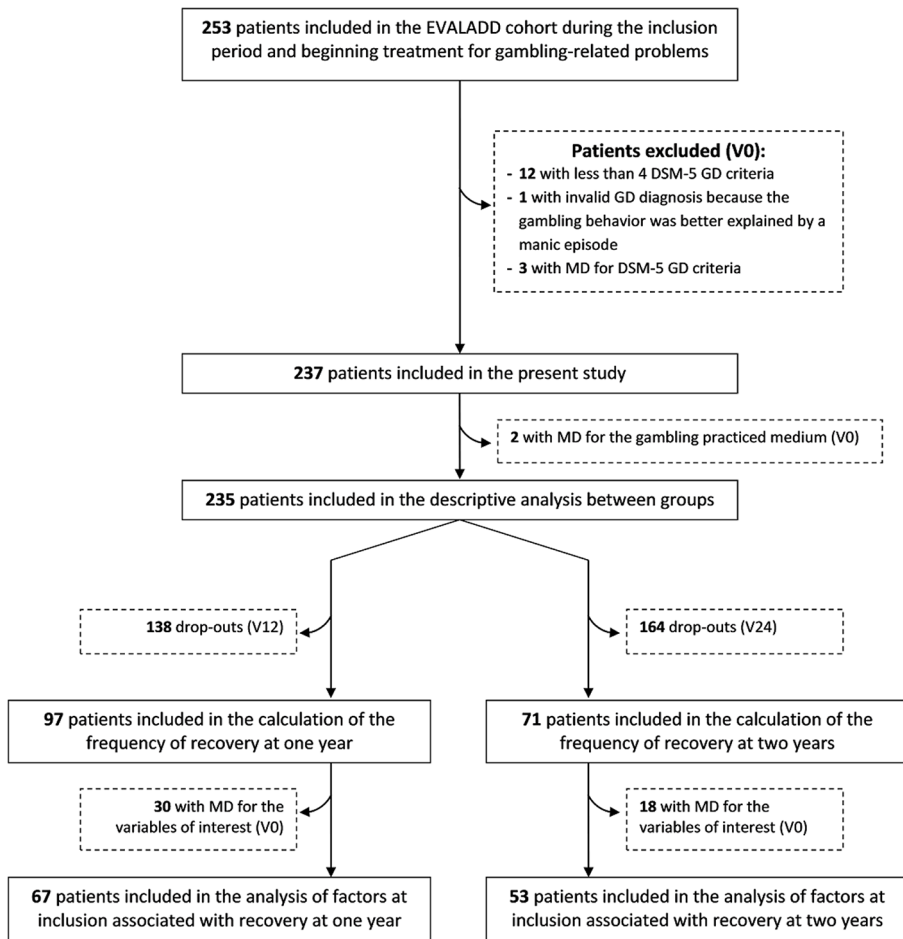 253 patients included in the EVALADD cohort during the inclusion
period and beginning treatment for gambling-related problems
Patients excluded (V0):
- 12 with less than 4 DSM-5 GD criteria
- 1 with invalid GD diagnosis because the
gambling behavior was better explained by a
manic episode
- 3 with MD for DSM-5 GD criteria
237 patients included in the present study
2 with MD for the gambling practiced medium (V0)
235 patients included in the descriptive analysis between groups
138 drop-outs (V12)
164 drop-outs (V24)
97 patients included in the calculation of the
frequency of recovery at one year
71 patients included in the calculation of the
frequency of recovery at two years
30 with MD for the
variables of interest (V0)
18 with MD for the
variables of interest (V0)
67 patients included in the analysis of factors at
inclusion associated with recovery at one year
53 patients included in the analysis of factors at
inclusion associated with recovery at two years